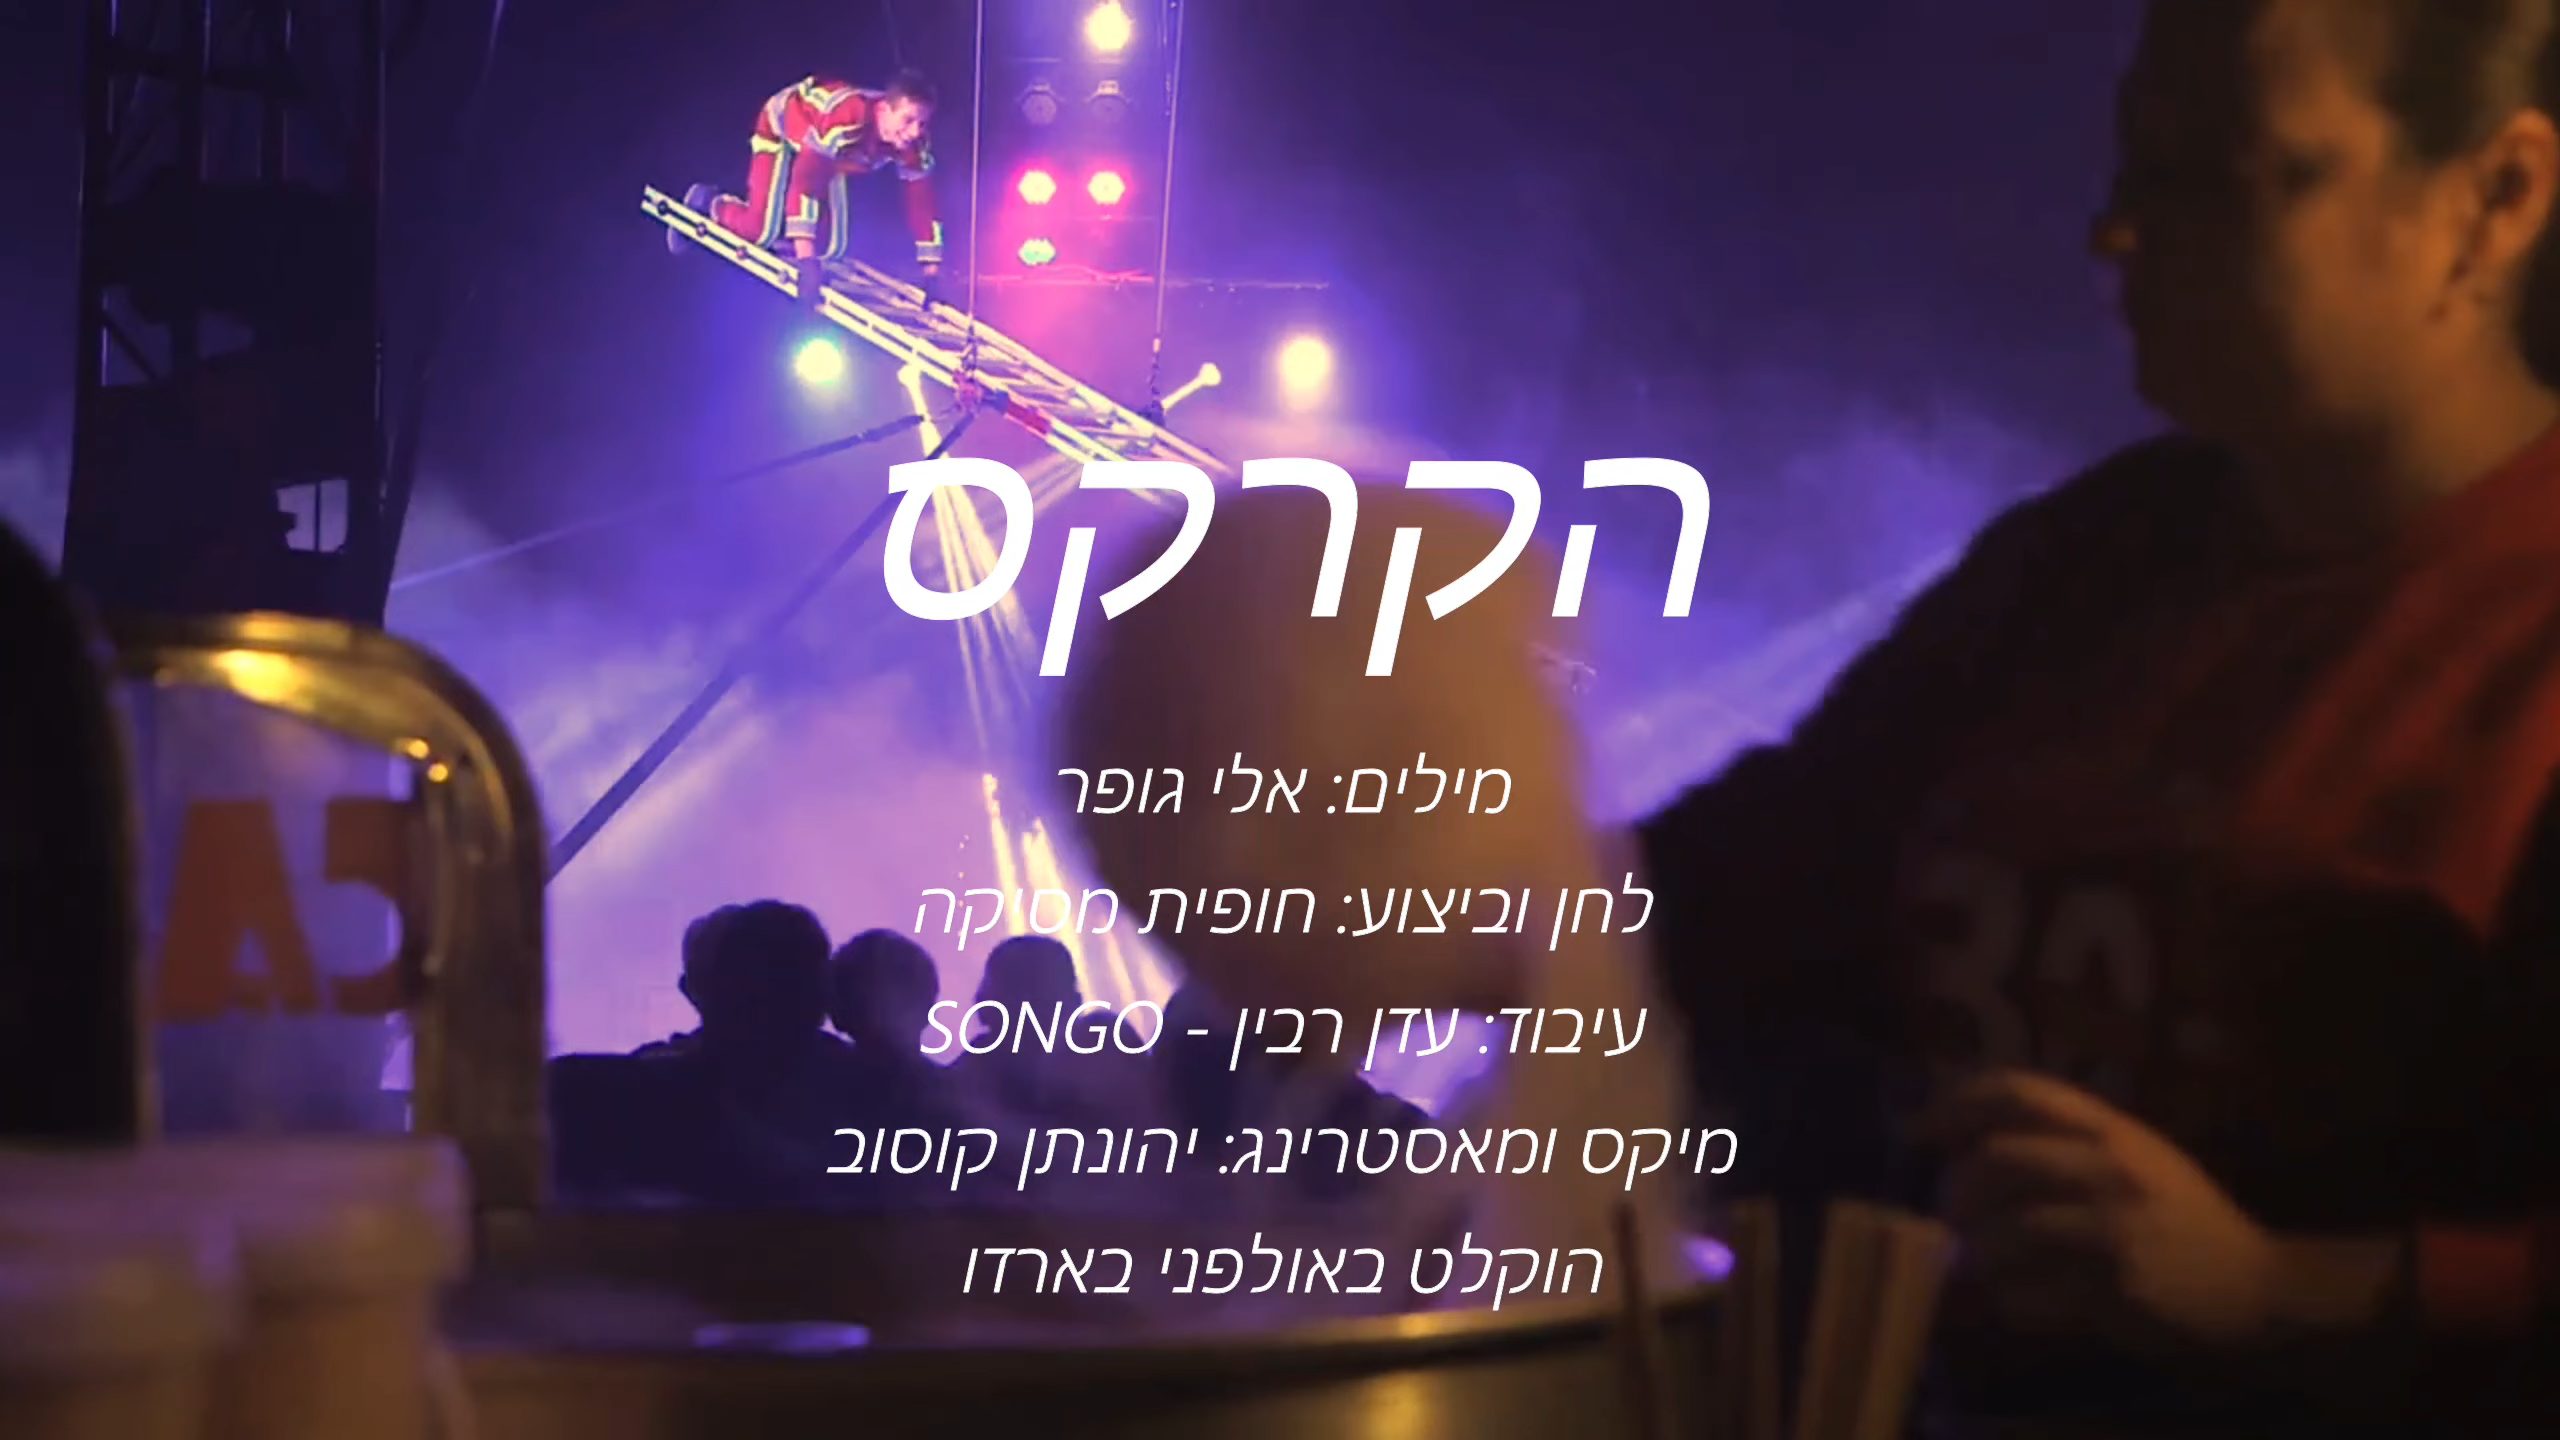 הקרקס
מילים: אלי גופר
לחן וביצוע: חופית מסיקה
עיבוד: עדן רבין - SONGO
מיקס ומאסטרינג: יהונתן קוסוב
הוקלט באולפני בארדו